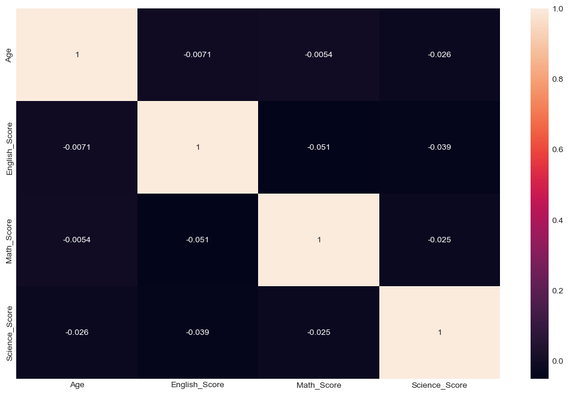 1.0
Age
1
-0.0071
-0.0054
-0.026
0.8
English_Score
-0.0071
1
-0.051
-0.039
0.6
0.4
Math_Score
-0.0054
-0.051
1
-0.025
0.2
Science_Score
-0.026
-0.039
-0.025
1
0.0
Age
English_Score
Math_Score
Science_Score